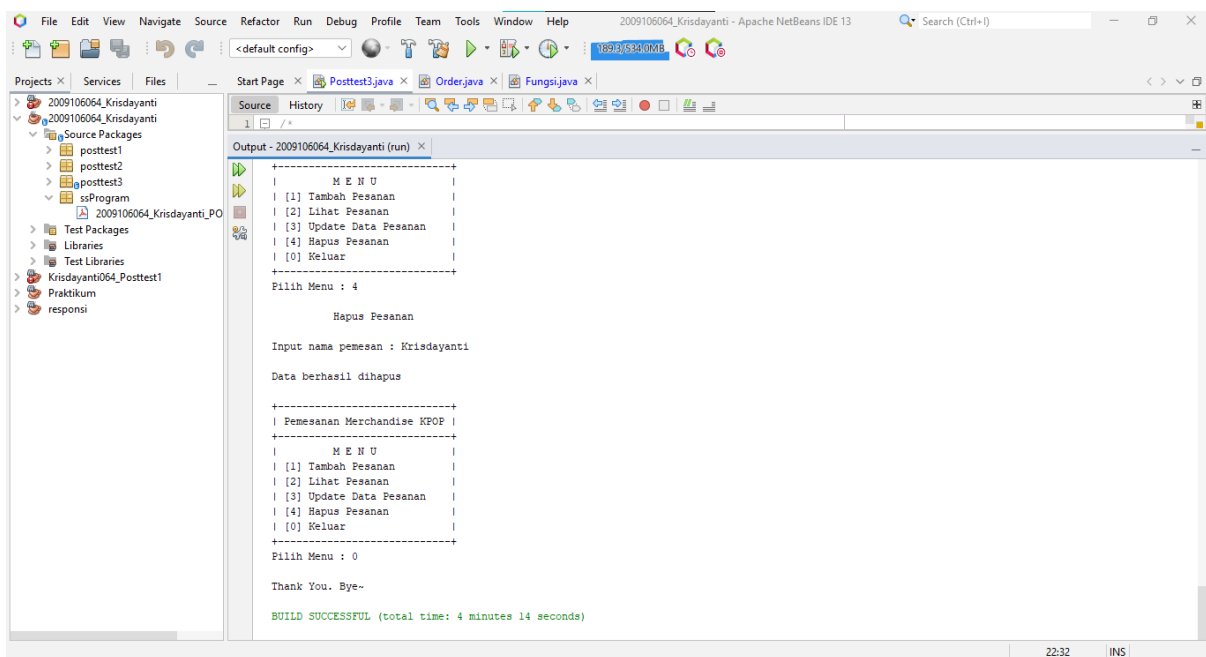 File Edit View Navigate Source Refactor Run Debug Profile Team Tools Window Help 2009106064_Krisdayanti - Apache NetBeans IDE 13 Search (Ctrl+I)
<default config> 189.3/534.0MB
Projects Services Files Start Page Posttest3.java Order.java Fungsi.java
2009106064_Krisdayanti
2009106064_Krisdayanti
Source Packages
posttest1
posttest2
posttest3
ssProgram
2009106064_Krisdayanti_PO
Test Packages
Libraries
Test Libraries
Krisdayanti064_Posttest1
Praktikum
responsi
Source History
1 /*
Output - 2009106064_Krisdayanti (run)
+----------------------------+
| M E N U |
| [1] Tambah Pesanan |
| [2] Lihat Pesanan |
| [3] Update Data Pesanan |
| [4] Hapus Pesanan |
| [0] Keluar |
+----------------------------+
Pilih Menu : 4
Hapus Pesanan
Input nama pemesan : Krisdayanti
Data berhasil dihapus
+----------------------------+
| Pemesanan Merchandise KPOP |
+----------------------------+
| M E N U |
| [1] Tambah Pesanan |
| [2] Lihat Pesanan |
| [3] Update Data Pesanan |
| [4] Hapus Pesanan |
| [0] Keluar |
+----------------------------+
Pilih Menu : 0
Thank You. Bye~
BUILD SUCCESSFUL (total time: 4 minutes 14 seconds)
22:32 INS